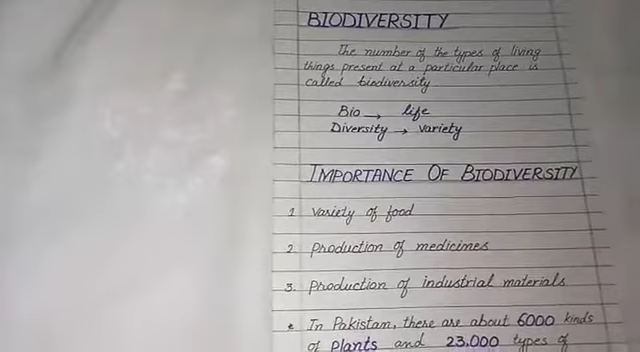 BIODIVERSITY
The number of the types of living
things present at a particular place is
called biodiversity.
Bio → life
Diversity → variety
IMPORTANCE OF BIODIVERSITY
1. Variety of food
2. Production of medicines
3. Production of industrial materials
• In Pakistan, there are about 6000 kinds
of plants and 23,000 types of